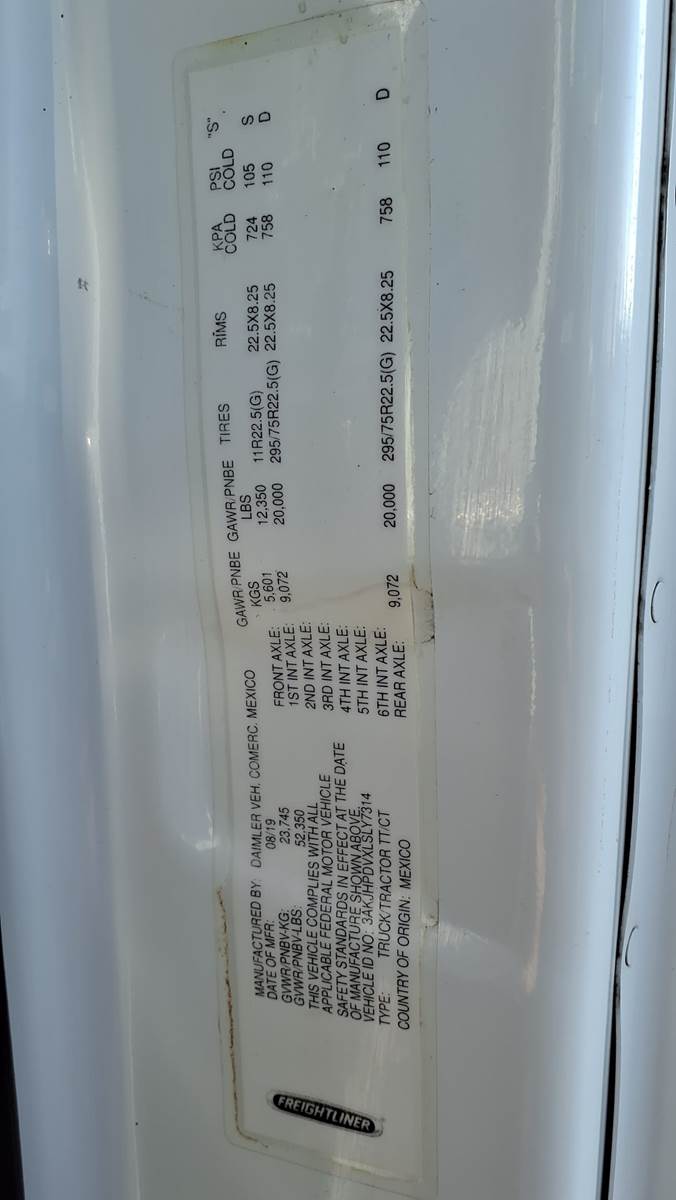 FREIGHTLINER
MANUFACTURED BY: DAIMLER VEH. COMERC. MEXICO
DATE OF MFR: 08/19
GVWR/PNBV-KG: 23,745
GVWR/PNBV-LBS: 52,350
THIS VEHICLE COMPLIES WITH ALL
APPLICABLE FEDERAL MOTOR VEHICLE
SAFETY STANDARDS IN EFFECT AT THE DATE
OF MANUFACTURE SHOWN ABOVE.
VEHICLE ID NO: 3AKJHPDVXLSLY7314
TYPE: TRUCK/TRACTOR TT/CT
COUNTRY OF ORIGIN: MEXICO
GAWR/PNBE GAWR/PNBE TIRES RIMS KPA PSI "S"
KGS LBS COLD COLD
FRONT AXLE: 5,601 12,350 11R22.5(G) 22.5X8.25 724 105 S
1ST INT AXLE: 9,072 20,000 295/75R22.5(G) 22.5X8.25 758 110 D
2ND INT AXLE:
3RD INT AXLE:
4TH INT AXLE:
5TH INT AXLE:
6TH INT AXLE:
REAR AXLE: 9,072 20,000 295/75R22.5(G) 22.5X8.25 758 110 D